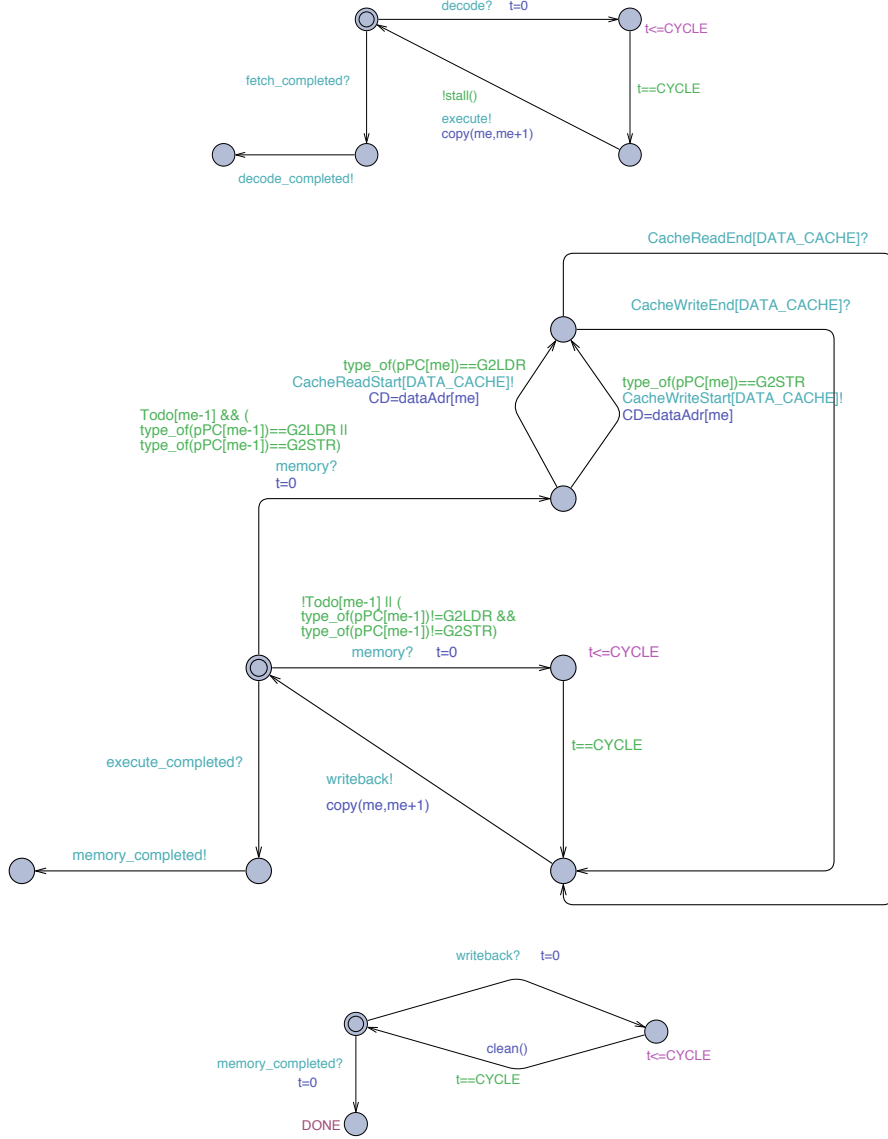 decode? t=0
t<=CYCLE
fetch_completed?
t==CYCLE
!stall()
execute!
copy(me,me+1)
decode_completed!
CacheReadEnd[DATA_CACHE]?
CacheWriteEnd[DATA_CACHE]?
type_of(pPC[me])==G2LDR
CacheReadStart[DATA_CACHE]!
CD=dataAdr[me]
type_of(pPC[me])==G2STR
CacheWriteStart[DATA_CACHE]!
CD=dataAdr[me]
Todo[me-1] && (
type_of(pPC[me-1])==G2LDR ||
type_of(pPC[me-1])==G2STR)
memory?
t=0
!Todo[me-1] || (
type_of(pPC[me-1])!=G2LDR &&
type_of(pPC[me-1])!=G2STR)
memory? t=0
t<=CYCLE
t==CYCLE
execute_completed?
writeback!
copy(me,me+1)
memory_completed!
writeback? t=0
clean()
t<=CYCLE
memory_completed?
t=0
t==CYCLE
DONE